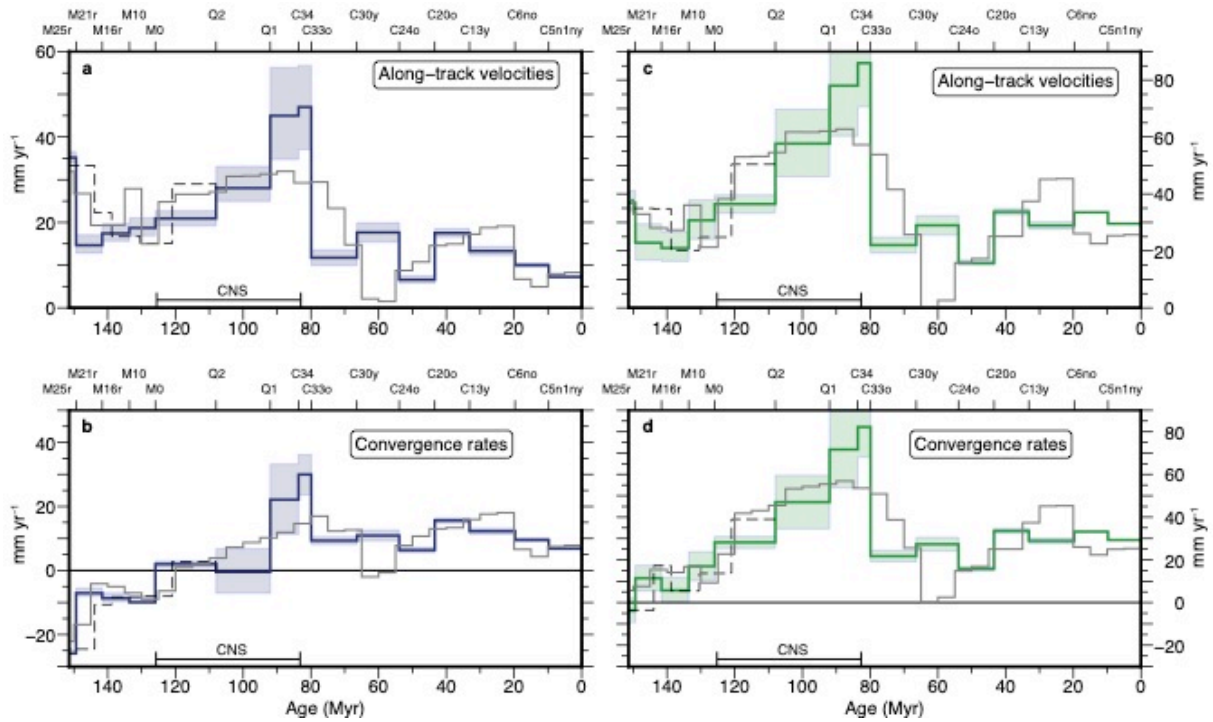 M21r M10 Q2 C34 C30y C20o C6no
M25r M16r M0 Q1 C33o C24o C13y C5n1ny
60
40
20
0
mm yr⁻¹
a
Along−track velocities
CNS
140 120 100 80 60 40 20 0
M21r M10 Q2 C34 C30y C20o C6no
M25r M16r M0 Q1 C33o C24o C13y C5n1ny
c
Along−track velocities
80
60
40
20
0
mm yr⁻¹
CNS
140 120 100 80 60 40 20 0
M21r M10 Q2 C34 C30y C20o C6no
M25r M16r M0 Q1 C33o C24o C13y C5n1ny
40
20
0
−20
mm yr⁻¹
b
Convergence rates
CNS
140 120 100 80 60 40 20 0
Age (Myr)
M21r M10 Q2 C34 C30y C20o C6no
M25r M16r M0 Q1 C33o C24o C13y C5n1ny
d
Convergence rates
80
60
40
20
0
−20
mm yr⁻¹
CNS
140 120 100 80 60 40 20 0
Age (Myr)